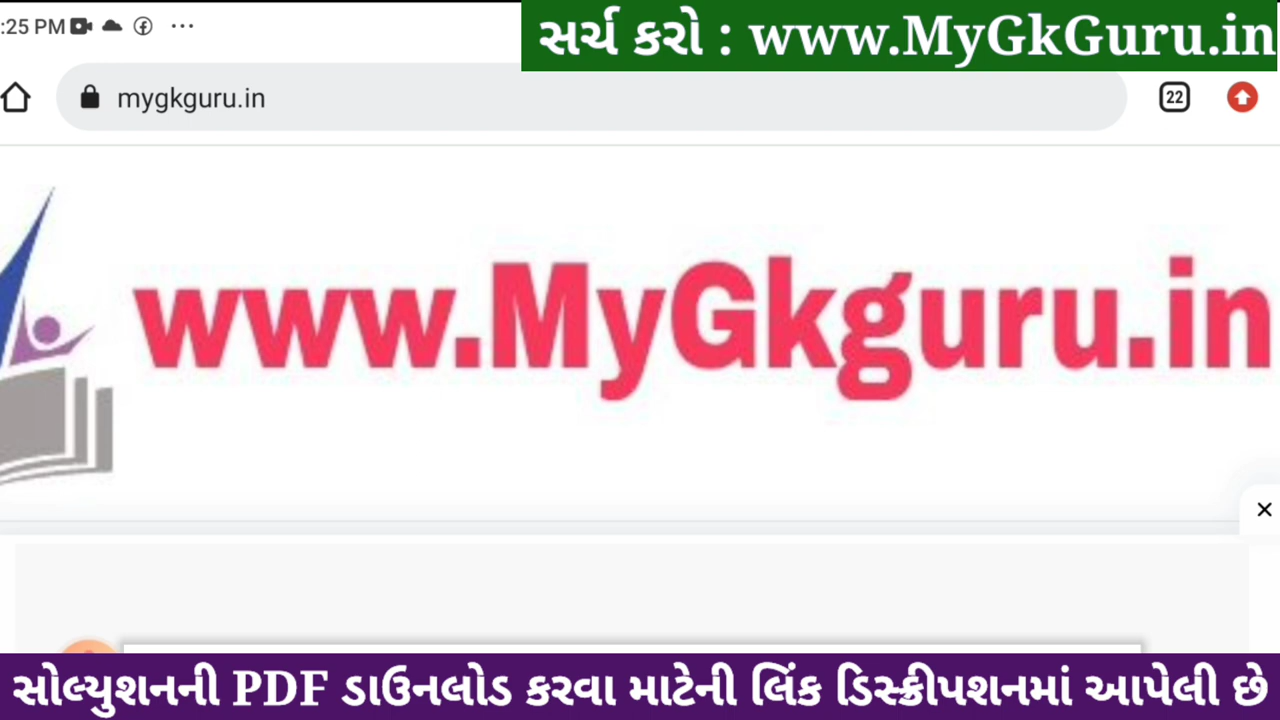 :25 PM
સર્ચ કરો : www.MyGkGuru.in
mygkguru.in
22
www.MyGkguru.in
સોલ્યુશનની PDF ડાઉનલોડ કરવા માટેની લિંક ડિસ્ક્રીપશનમાં આપેલી છે